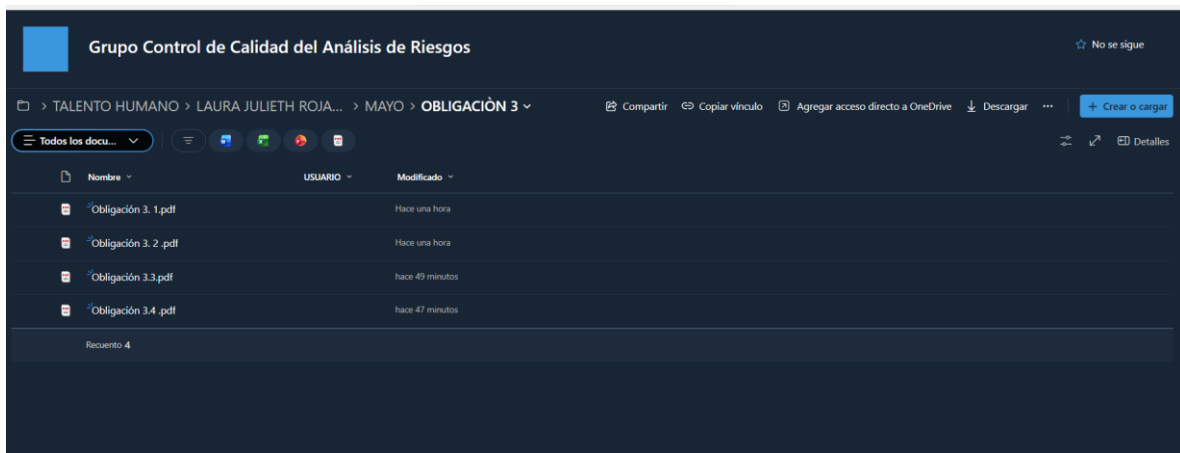 Grupo Control de Calidad del Análisis de Riesgos
No se sigue
> TALENTO HUMANO > LAURA JULIETH ROJA... > MAYO > OBLIGACIÒN 3
Compartir Copiar vínculo Agregar acceso directo a OneDrive Descargar ... + Crear o cargar
Todos los docu...
Detalles
Nombre USUARIO Modificado
Obligación 3. 1.pdf Hace una hora
Obligación 3. 2 .pdf Hace una hora
Obligación 3.3.pdf hace 49 minutos
Obligación 3.4 .pdf hace 47 minutos
Recuento 4